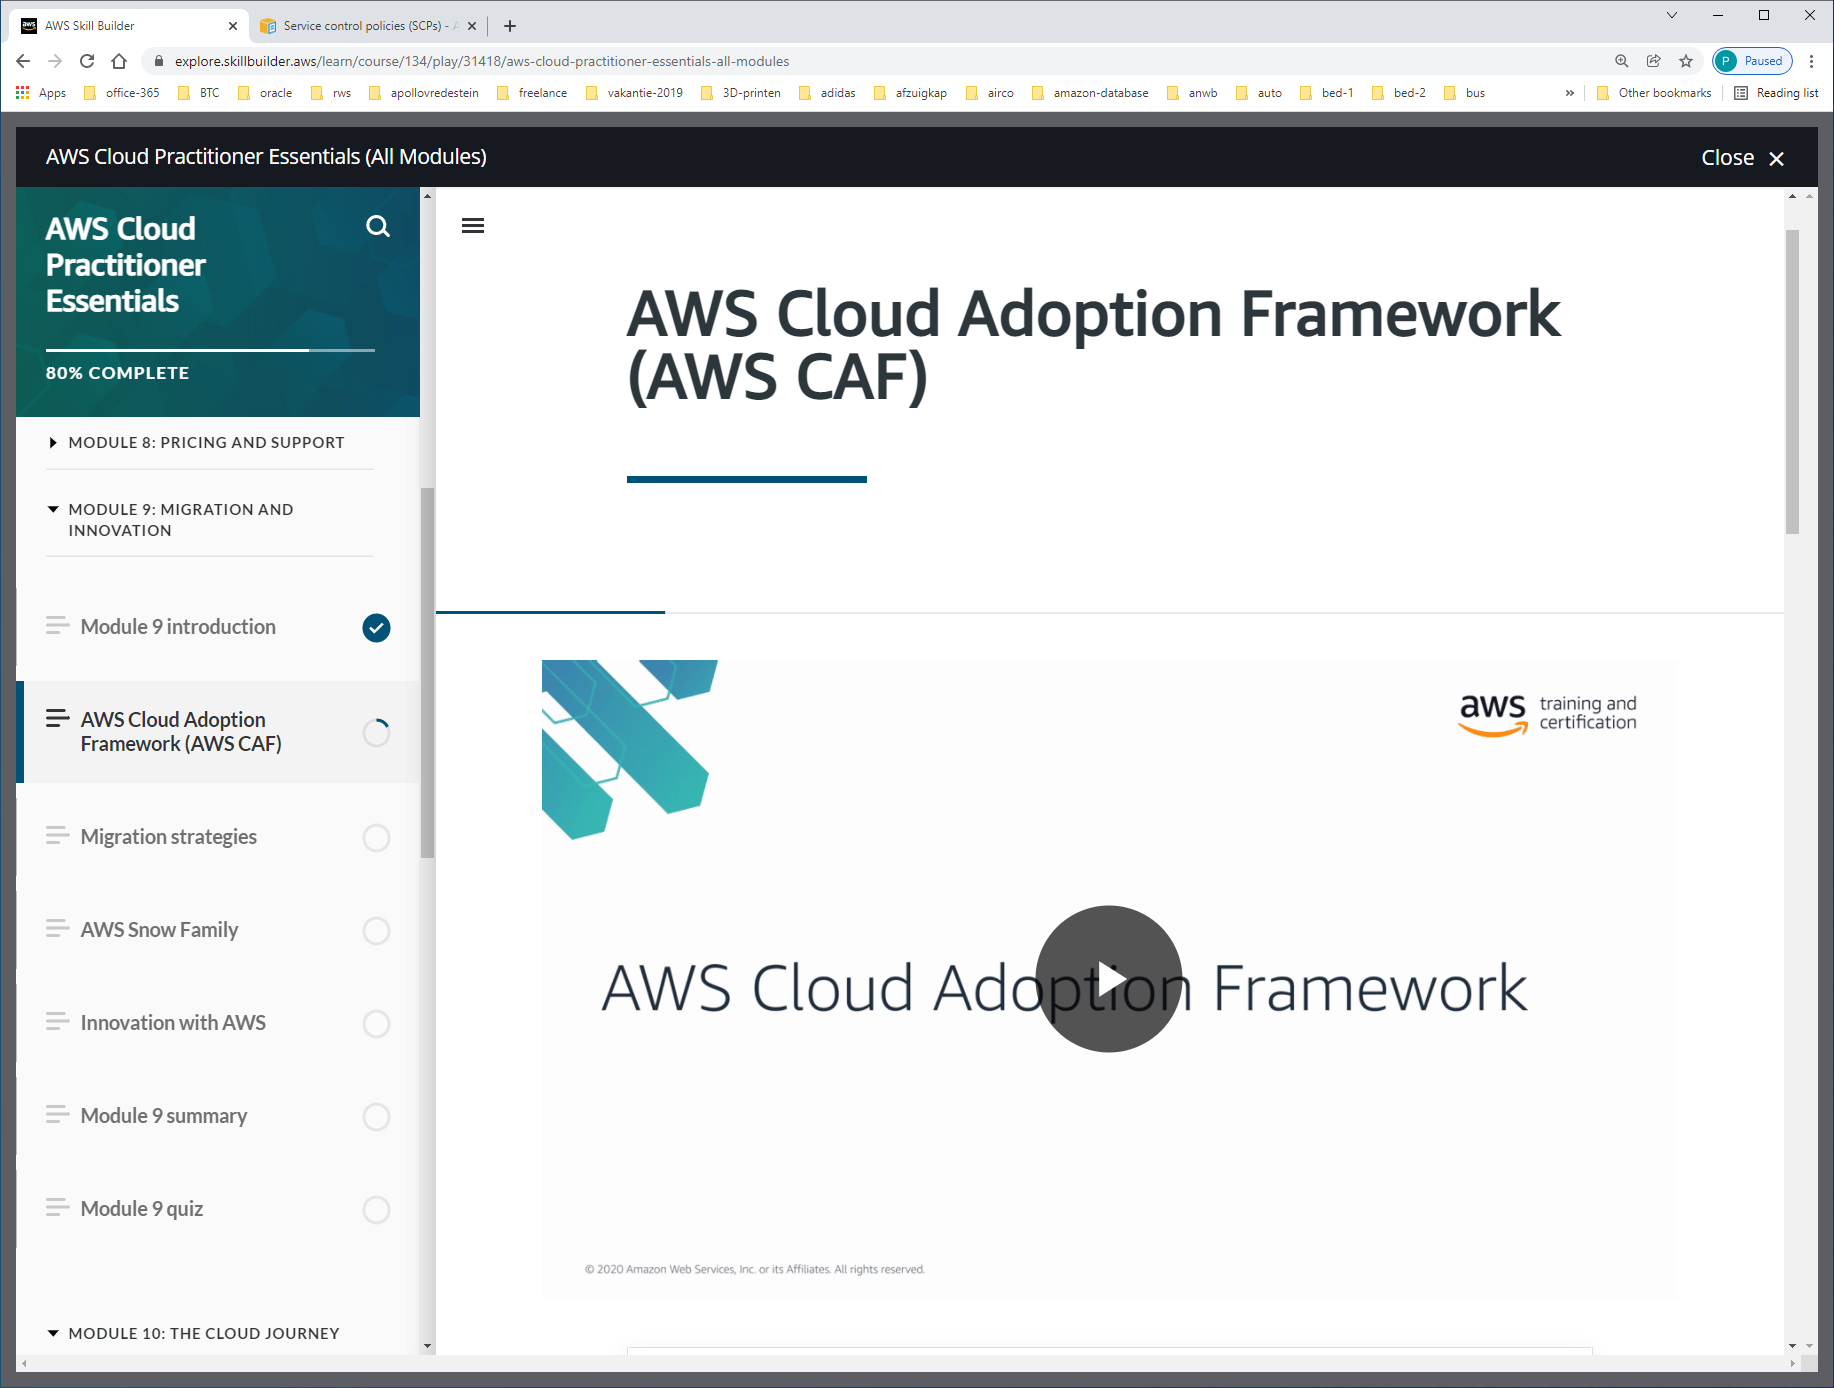 AWS Skill Builder
Service control policies (SCPs) -
explore.skillbuilder.aws/learn/course/134/play/31418/aws-cloud-practitioner-essentials-all-modules
P Paused
Apps office-365 BTC oracle rws apollovredestein freelance vakantie-2019 3D-printen adidas afzuigkap airco amazon-database anwb auto bed-1 bed-2 bus » Other bookmarks Reading list
AWS Cloud Practitioner Essentials (All Modules)
Close
AWS Cloud
Practitioner
Essentials
80% COMPLETE
MODULE 8: PRICING AND SUPPORT
MODULE 9: MIGRATION AND
INNOVATION
Module 9 introduction
AWS Cloud Adoption
Framework (AWS CAF)
Migration strategies
AWS Snow Family
Innovation with AWS
Module 9 summary
Module 9 quiz
MODULE 10: THE CLOUD JOURNEY
AWS Cloud Adoption Framework
(AWS CAF)
aws training and
certification
AWS Cloud Adoption Framework
© 2020 Amazon Web Services, Inc. or its Affiliates. All rights reserved.